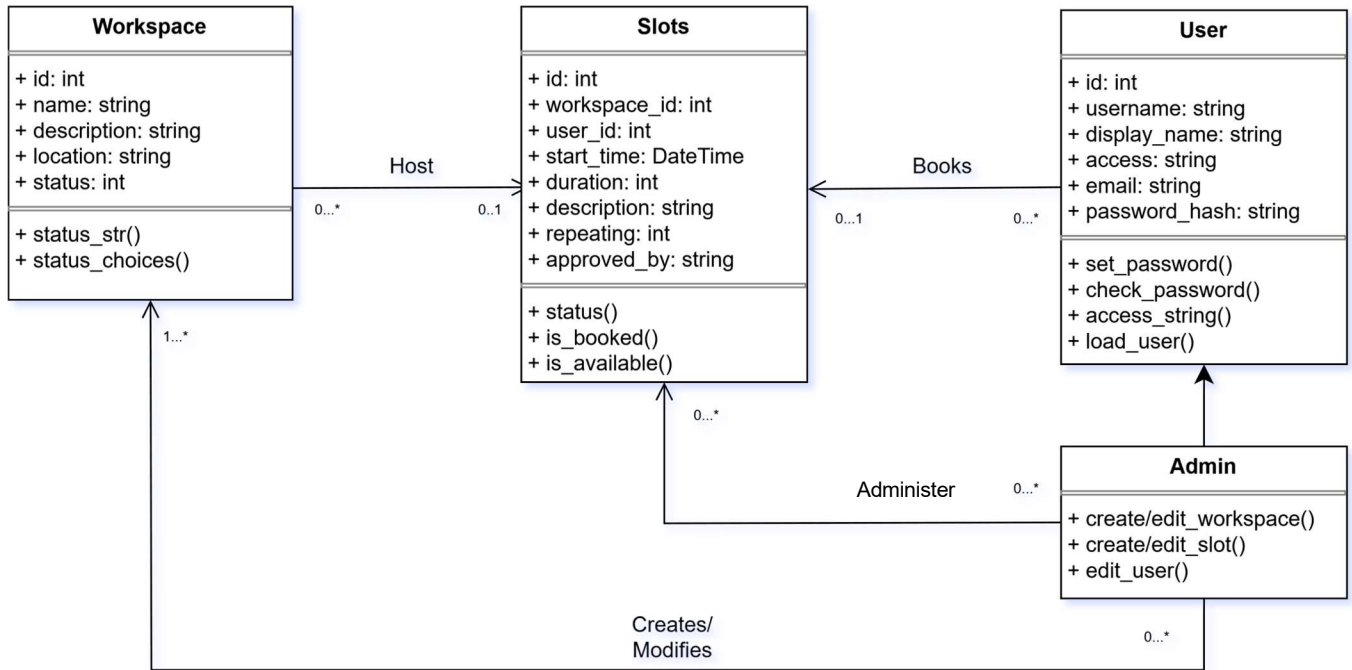 Workspace
+ id: int
+ name: string
+ description: string
+ location: string
+ status: int
+ status_str()
+ status_choices()
Host
0...*
0..1
Slots
+ id: int
+ workspace_id: int
+ user_id: int
+ start_time: DateTime
+ duration: int
+ description: string
+ repeating: int
+ approved_by: string
+ status()
+ is_booked()
+ is_available()
Books
0...1
0...*
User
+ id: int
+ username: string
+ display_name: string
+ access: string
+ email: string
+ password_hash: string
+ set_password()
+ check_password()
+ access_string()
+ load_user()
1...*
0...*
Administer
0...*
Admin
+ create/edit_workspace()
+ create/edit_slot()
+ edit_user()
Creates/
Modifies
0...*